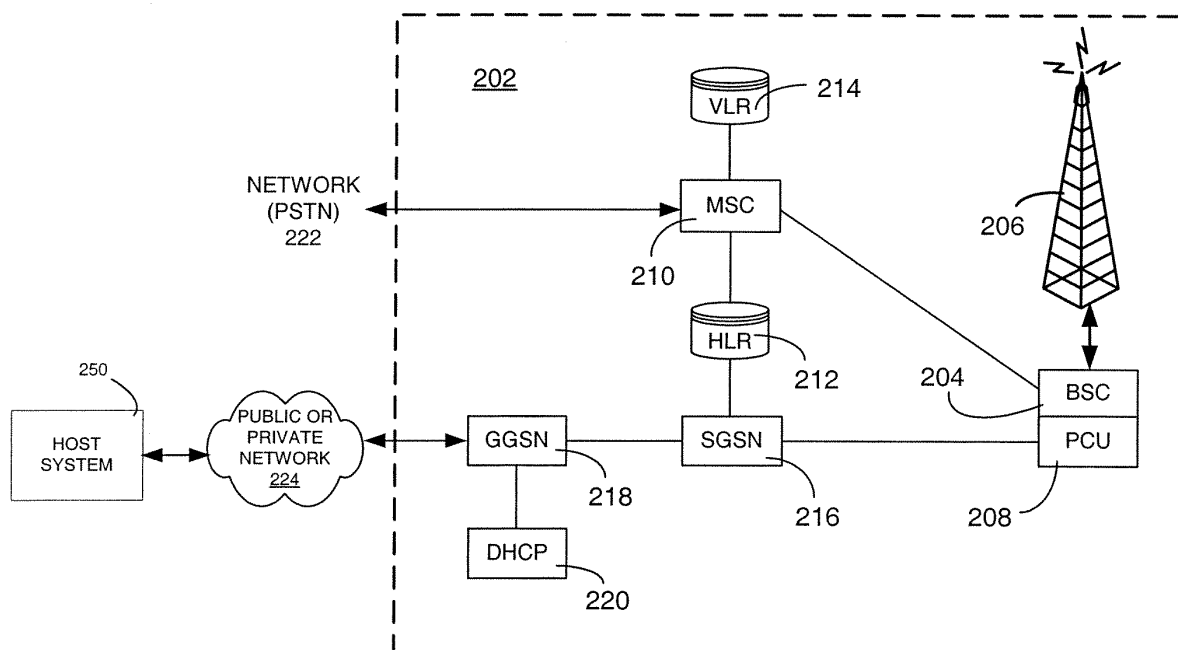 202
VLR
214
NETWORK
(PSTN)
222
MSC
210
206
HLR
212
250
HOST
SYSTEM
PUBLIC OR
PRIVATE
NETWORK
224
GGSN
218
SGSN
216
204
BSC
PCU
208
DHCP
220